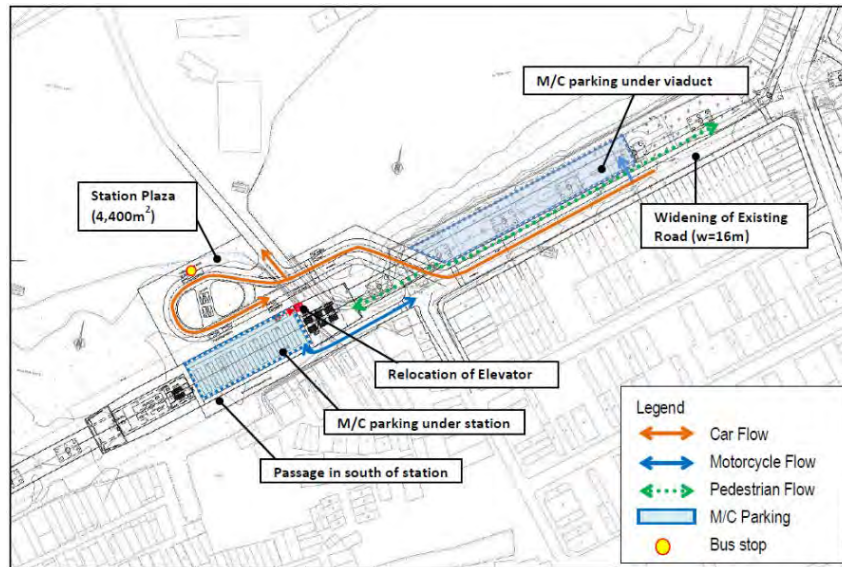 M/C parking under viaduct
Station Plaza
(4,400m²)
Widening of Existing
Road (w=16m)
Relocation of Elevator
M/C parking under station
Passage in south of station
Legend
Car Flow
Motorcycle Flow
Pedestrian Flow
M/C Parking
Bus stop